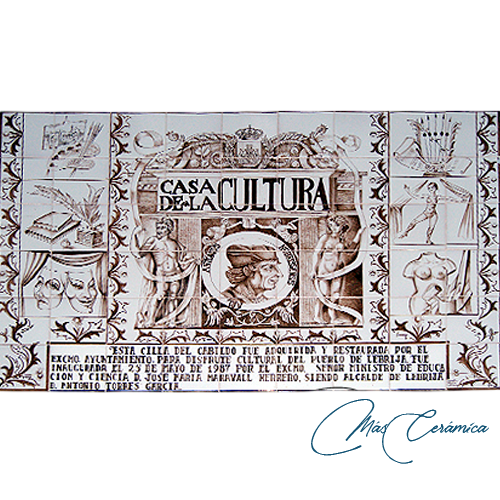 CASA
DE·LA CULTURA
"ESTA CILLA DEL CABILDO FUE ADQUIRIDA Y RESTAURADA POR EL
EXCMO. AYUNTAMIENTO, PARA DISFRUTE CULTURAL DEL PUEBLO DE LEBRIJA, FUE
INAUGURADA EL 23 DE MAYO DE 1987 POR EL EXCMO. SEÑOR MINISTRO DE EDUCA
CION Y CIENCIA D. JOSE MARIA MARAVALL HERRERO, SIENDO ALCALDE DE LEBRIJA
D. ANTONIO TORRES GARCIA.
Más Cerámica